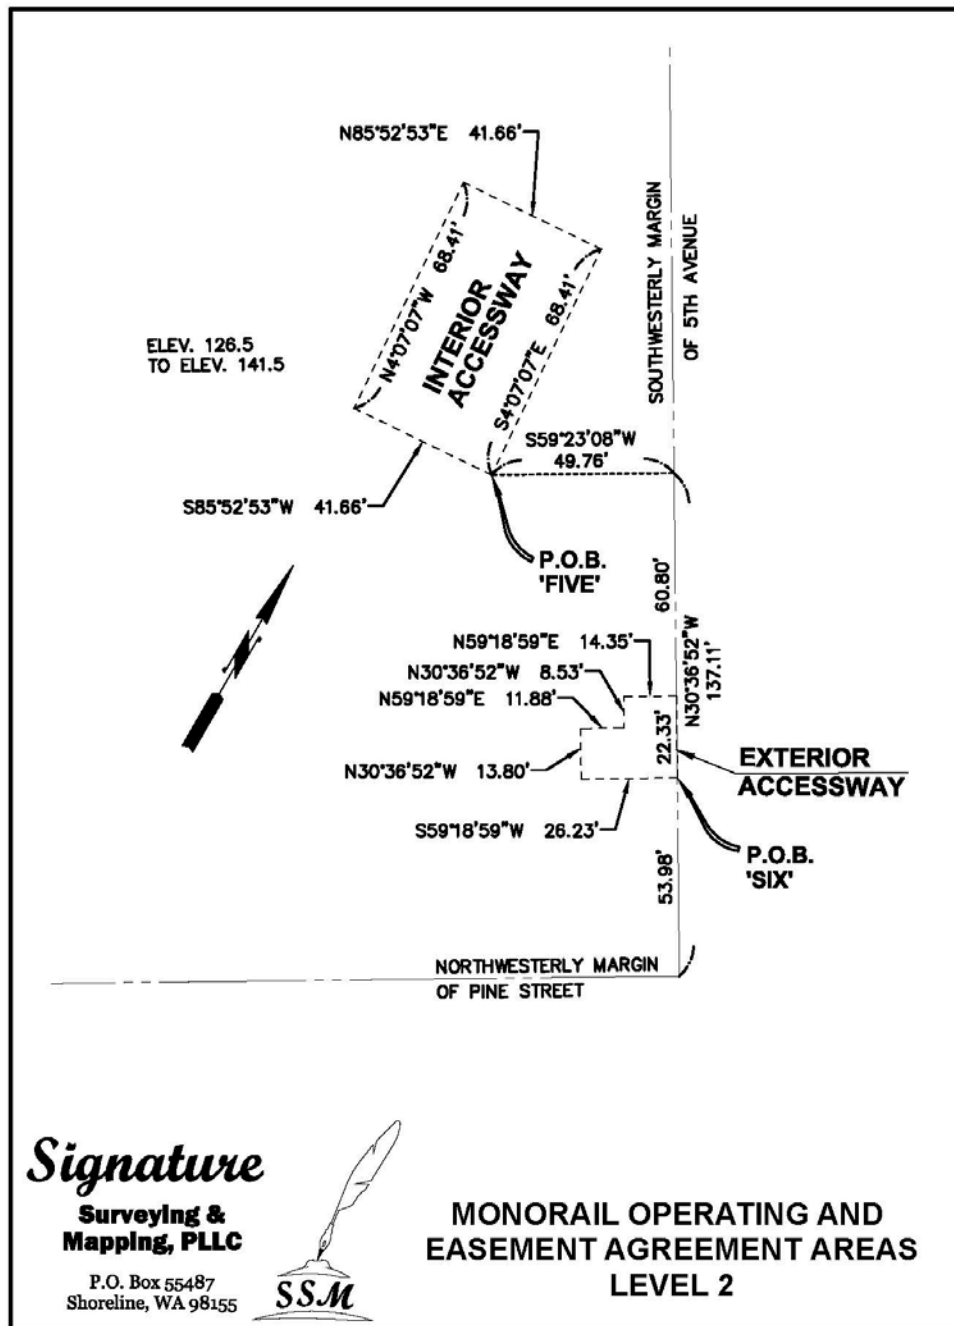 N85°52'53"E 41.66'
SOUTHWESTERLY MARGIN
OF 5TH AVENUE
N4°07'07"W 68.41'
INTERIOR
ACCESSWAY
S4°07'07"E 68.41'
ELEV. 126.5
TO ELEV. 141.5
S59°23'08"W
49.76'
S85°52'53"W 41.66'
P.O.B.
'FIVE'
60.80'
N30°36'52"W
137.11'
N59°18'59"E 14.35'
N30°36'52"W 8.53'
N59°18'59"E 11.88'
22.33'
N30°36'52"W 13.80'
EXTERIOR
ACCESSWAY
S59°18'59"W 26.23'
P.O.B.
'SIX'
53.98'
NORTHWESTERLY MARGIN
OF PINE STREET
Signature
Surveying &
Mapping, PLLC
P.O. Box 55487
Shoreline, WA 98155
SSM
MONORAIL OPERATING AND
EASEMENT AGREEMENT AREAS
LEVEL 2